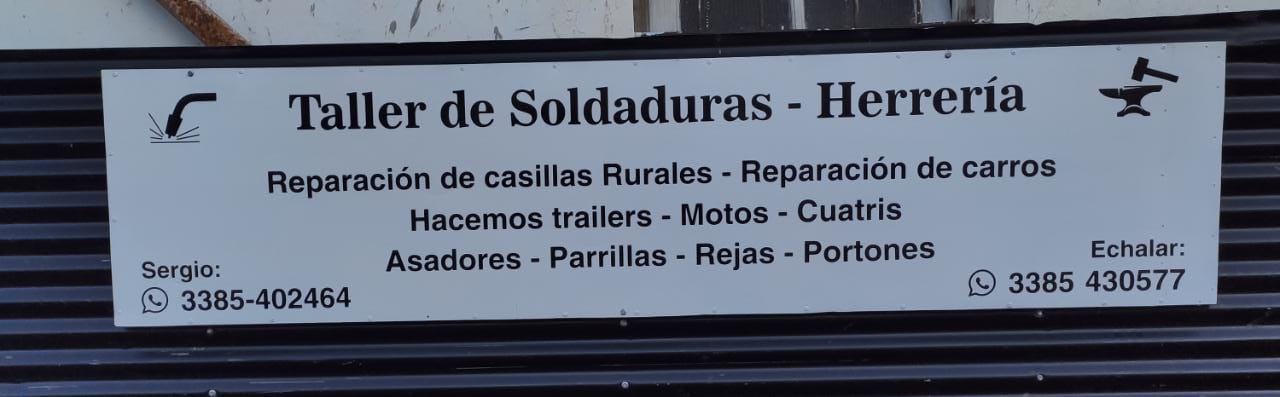 Taller de Soldaduras - Herrería
Reparación de casillas Rurales - Reparación de carros
Hacemos trailers - Motos - Cuatris
Asadores - Parrillas - Rejas - Portones
Sergio:
3385-402464
Echalar:
3385 430577